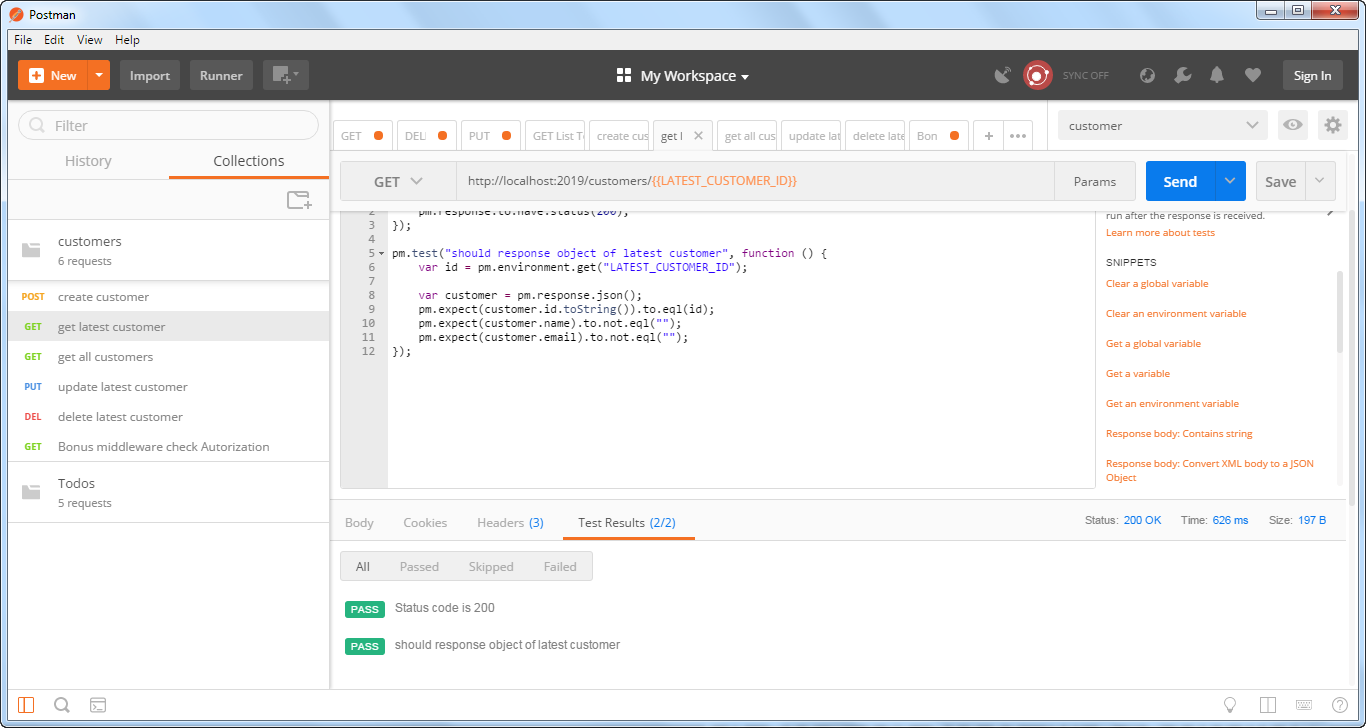 Postman
File Edit View Help
New Import Runner My Workspace SYNC OFF Sign In
Filter
History Collections
customers
6 requests
POST create customer
GET get latest customer
GET get all customers
PUT update latest customer
DEL delete latest customer
GET Bonus middleware check Autorization
Todos
5 requests
GET DEL PUT GET List To create cus get l get all cus update lat delete late Bon
customer
GET http://localhost:2019/customers/{{LATEST_CUSTOMER_ID}} Params Send Save
2 pm.response.to.have.status(200);
3 });
4
5 pm.test("should response object of latest customer", function () {
6 var id = pm.environment.get("LATEST_CUSTOMER_ID");
7
8 var customer = pm.response.json();
9 pm.expect(customer.id.toString()).to.eql(id);
10 pm.expect(customer.name).to.not.eql("");
11 pm.expect(customer.email).to.not.eql("");
12 });
run after the response is received.
Learn more about tests
SNIPPETS
Clear a global variable
Clear an environment variable
Get a global variable
Get a variable
Get an environment variable
Response body: Contains string
Response body: Convert XML body to a JSON
Object
Body Cookies Headers (3) Test Results (2/2) Status: 200 OK Time: 626 ms Size: 197 B
All Passed Skipped Failed
PASS Status code is 200
PASS should response object of latest customer